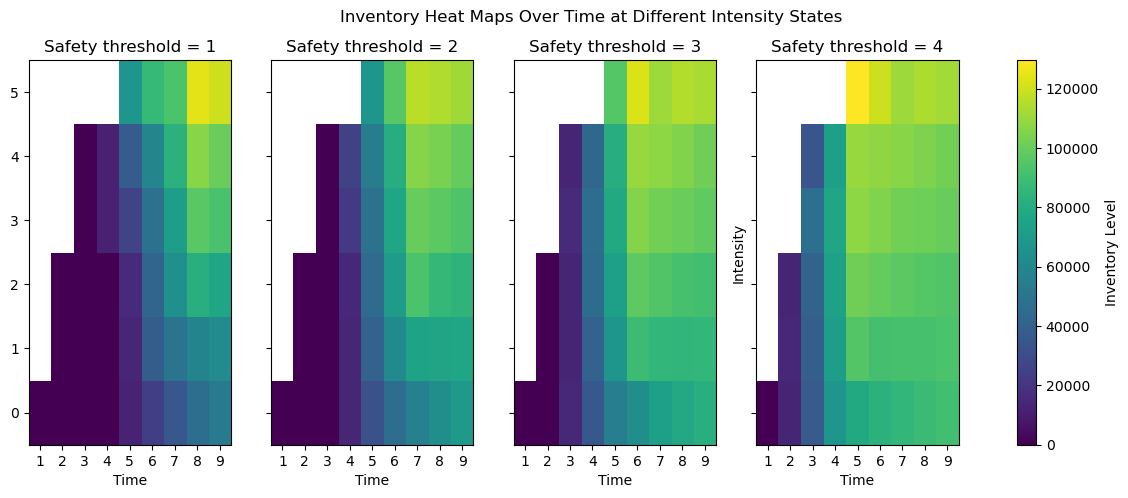 Inventory Heat Maps Over Time at Different Intensity States
Safety threshold = 1
Safety threshold = 2
Safety threshold = 3
Safety threshold = 4
5
4
3
2
1
0
1 2 3 4 5 6 7 8 9
Time
1 2 3 4 5 6 7 8 9
Time
1 2 3 4 5 6 7 8 9
Time
Intensity
1 2 3 4 5 6 7 8 9
Time
120000
100000
80000
60000
40000
20000
0
Inventory Level